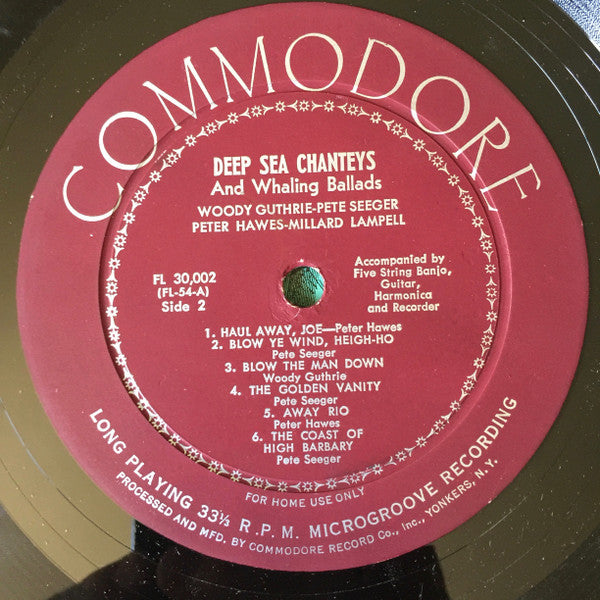 COMMODORE
DEEP SEA CHANTEYS
And Whaling Ballads
WOODY GUTHRIE-PETE SEEGER
PETER HAWES-MILLARD LAMPELL
FL 30,002
(FL-54-A)
Side 2
Accompanied by
Five String Banjo,
Guitar,
Harmonica
and Recorder
1. HAUL AWAY, JOE—Peter Hawes
2. BLOW YE WIND, HEIGH-HO
Pete Seeger
3. BLOW THE MAN DOWN
Woody Guthrie
4. THE GOLDEN VANITY
Pete Seeger
5. AWAY RIO
Peter Hawes
6. THE COAST OF
HIGH BARBARY
Pete Seeger
FOR HOME USE ONLY
LONG PLAYING 33⅓ R.P.M. MICROGROOVE RECORDING
PROCESSED AND MFD. BY COMMODORE RECORD Co., Inc., YONKERS, N.Y.